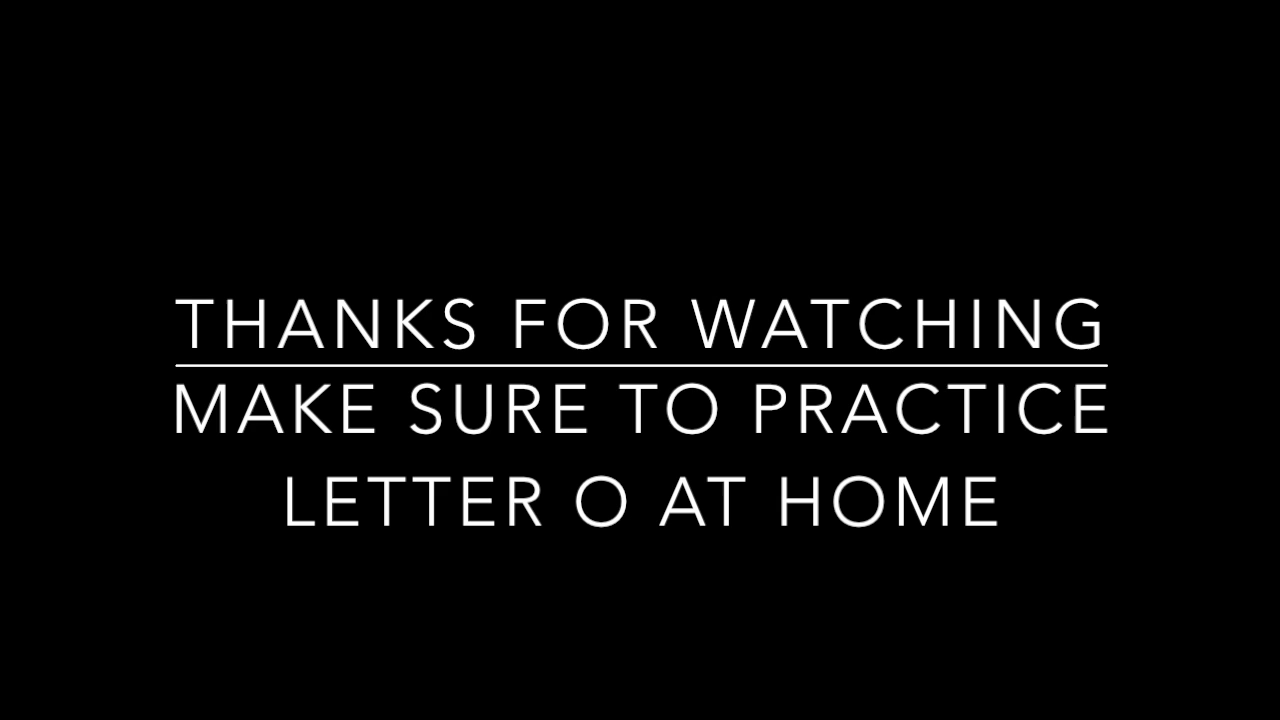 THANKS FOR WATCHING
MAKE SURE TO PRACTICE
LETTER O AT HOME